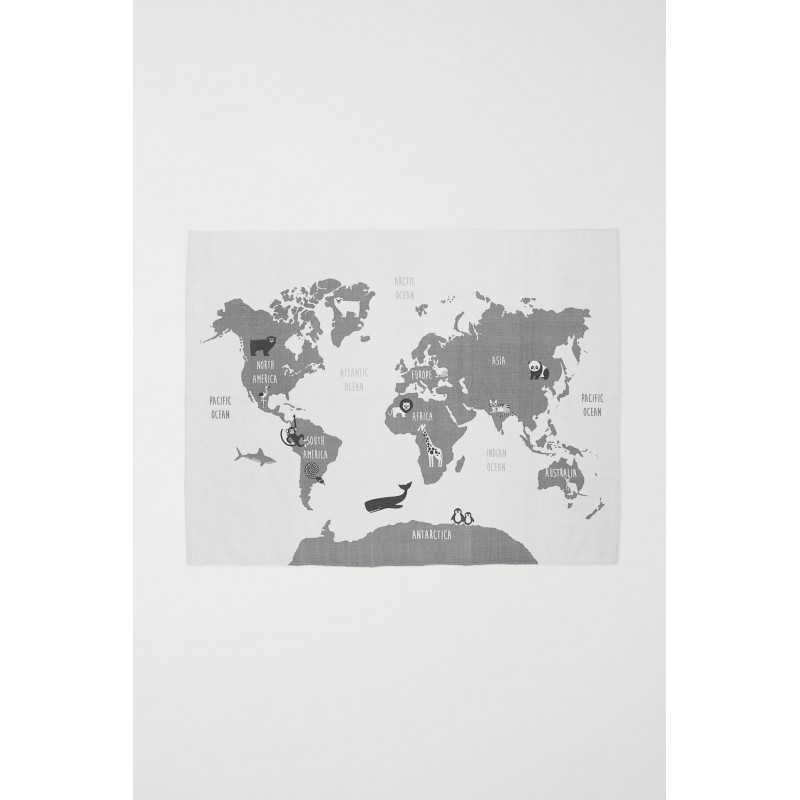 ARCTIC
OCEAN
NORTH
AMERICA
ATLANTIC
OCEAN
EUROPE
ASIA
PACIFIC
OCEAN
AFRICA
PACIFIC
OCEAN
SOUTH
AMERICA
INDIAN
OCEAN
AUSTRALIA
ANTARCTICA